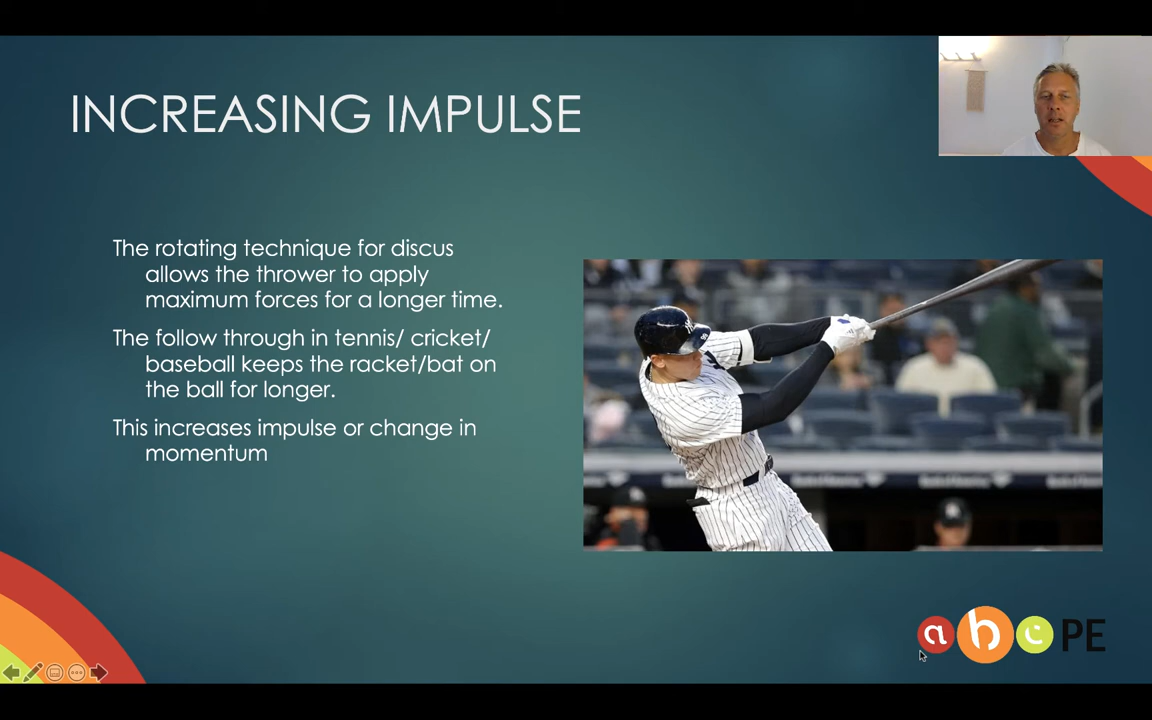 INCREASING IMPULSE
The rotating technique for discus
allows the thrower to apply
maximum forces for a longer time.
The follow through in tennis/ cricket/
baseball keeps the racket/bat on
the ball for longer.
This increases impulse or change in
momentum
abc PE